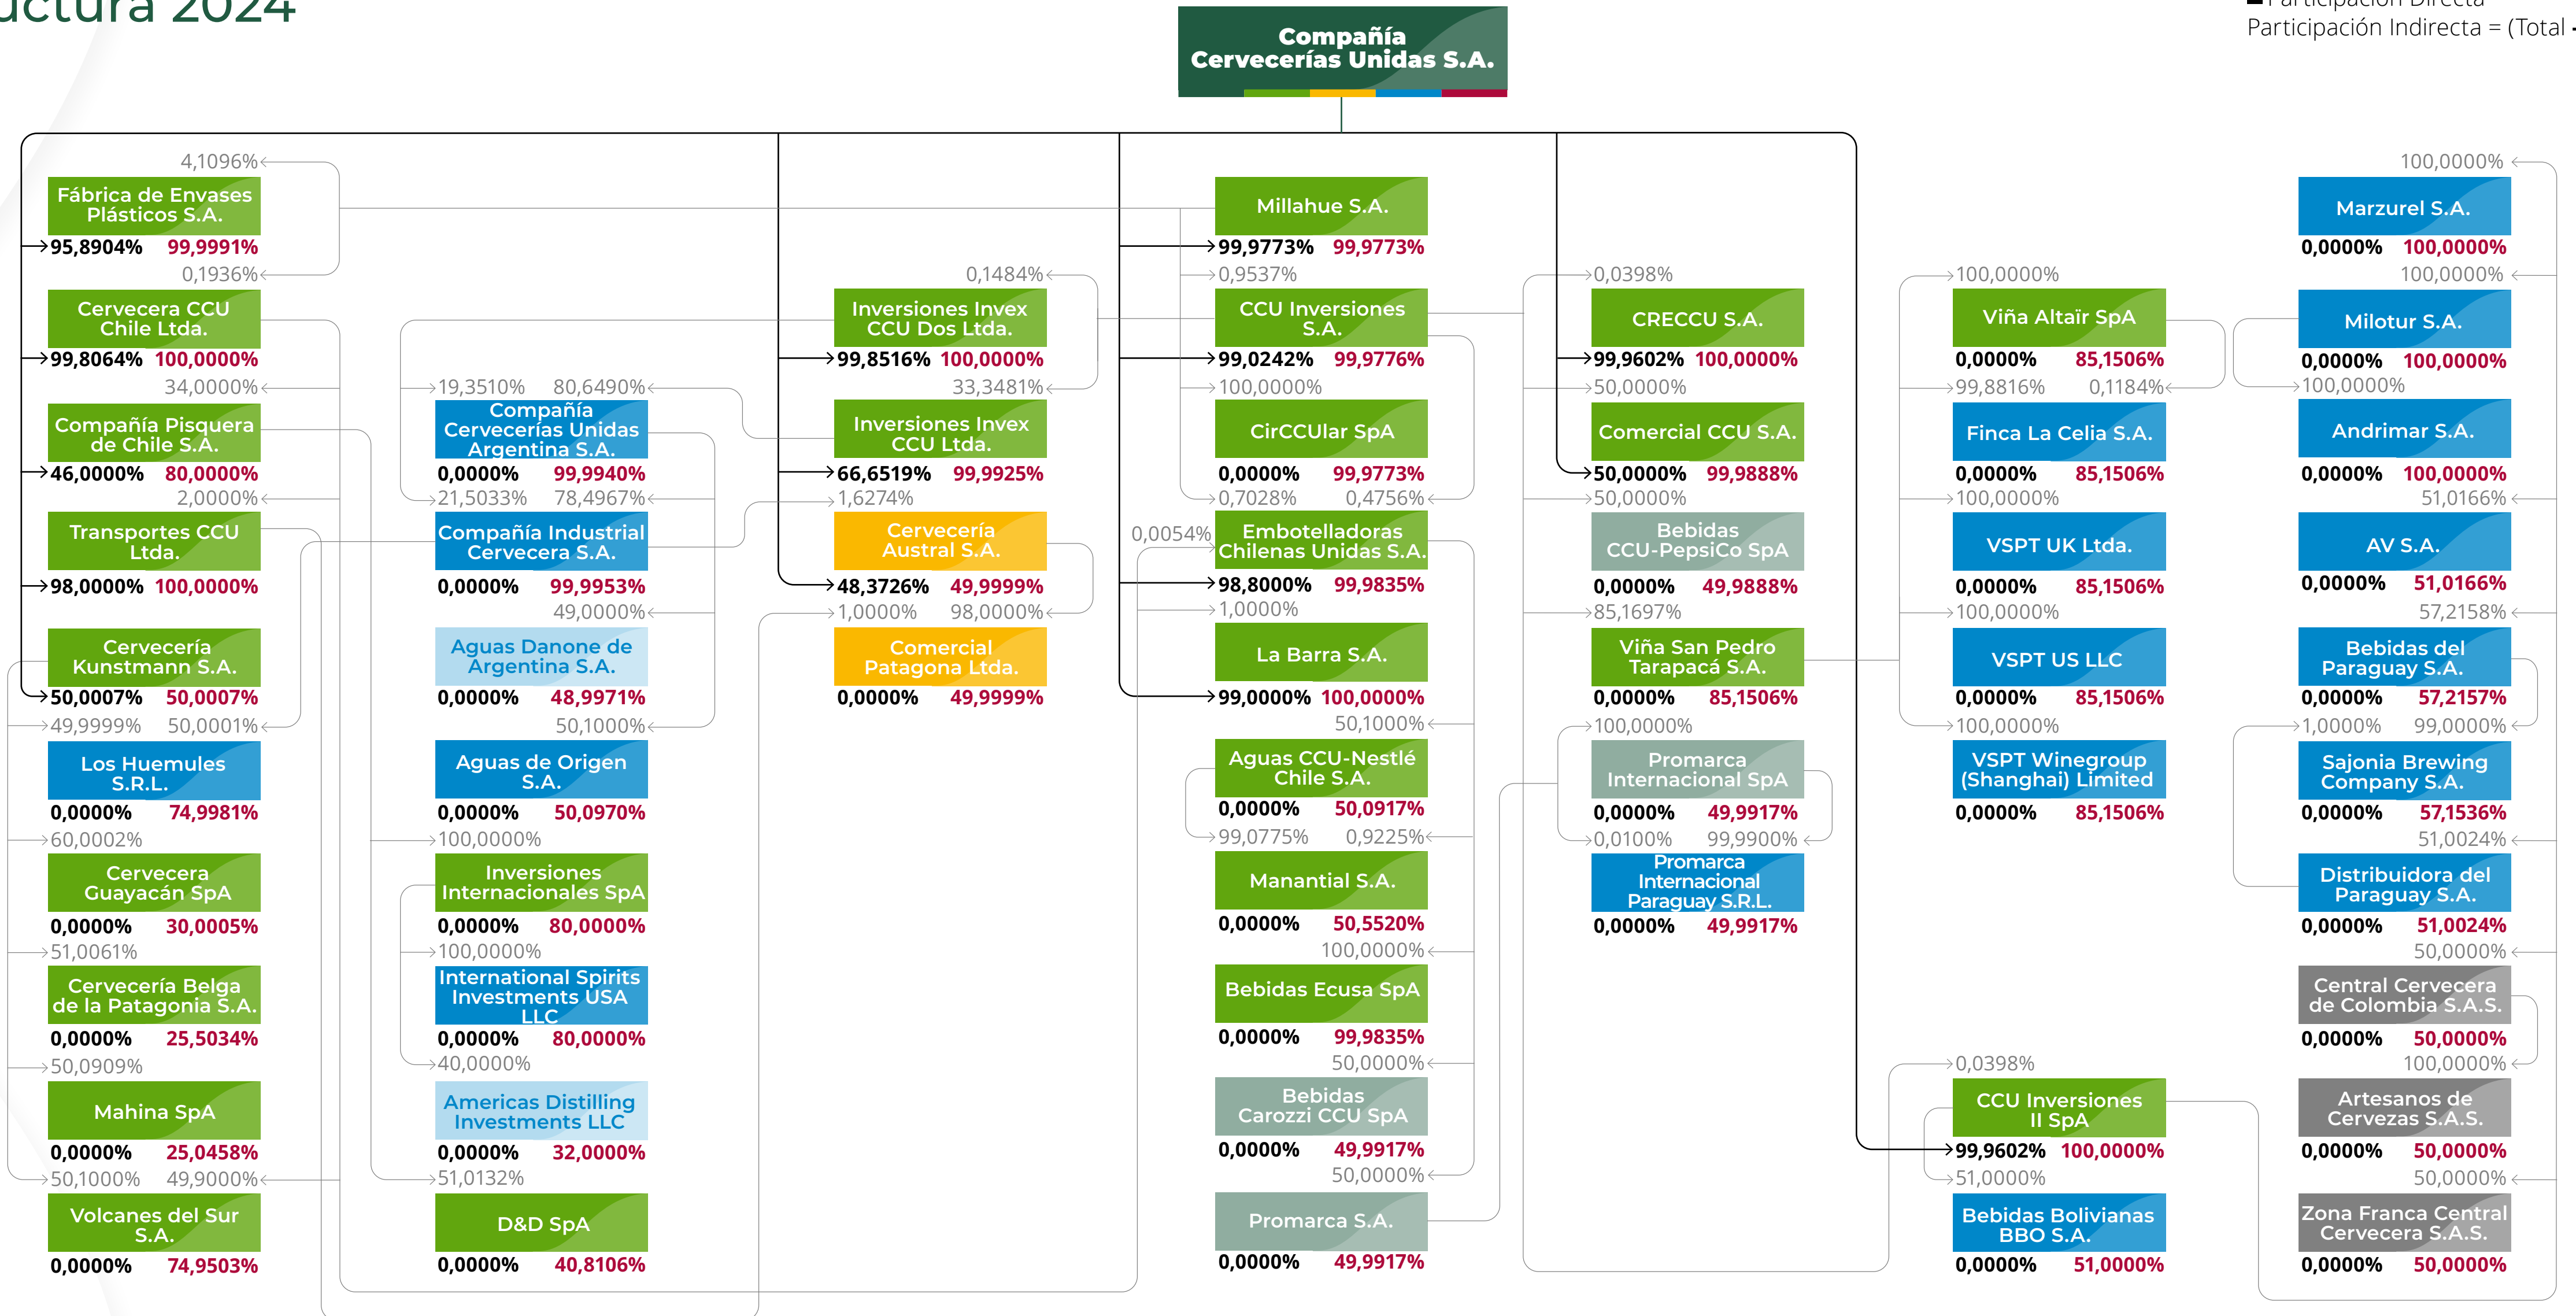 uctura 2024
Participación Directa
Participación Indirecta = (Total -
Compañía
Cervecerías Unidas S.A.
4,1096%
Fábrica de Envases
Plásticos S.A.
95,8904% 99,9991%
0,1936%
Cervecera CCU
Chile Ltda.
99,8064% 100,0000%
34,0000%
Compañía Pisquera
de Chile S.A.
46,0000% 80,0000%
2,0000%
Transportes CCU
Ltda.
98,0000% 100,0000%
Cervecería
Kunstmann S.A.
50,0007% 50,0007%
49,9999% 50,0001%
Los Huemules
S.R.L.
0,0000% 74,9981%
60,0002%
Cervecera
Guayacán SpA
0,0000% 30,0005%
51,0061%
Cervecería Belga
de la Patagonia S.A.
0,0000% 25,5034%
50,0909%
Mahina SpA
0,0000% 25,0458%
50,1000% 49,9000%
Volcanes del Sur
S.A.
0,0000% 74,9503%
19,3510% 80,6490%
Compañía
Cervecerías Unidas
Argentina S.A.
0,0000% 99,9940%
21,5033% 78,4967%
Compañía Industrial
Cervecera S.A.
0,0000% 99,9953%
49,0000%
Aguas Danone de
Argentina S.A.
0,0000% 48,9971%
50,1000%
Aguas de Origen
S.A.
0,0000% 50,0970%
100,0000%
Inversiones
Internacionales SpA
0,0000% 80,0000%
100,0000%
International Spirits
Investments USA
LLC
0,0000% 80,0000%
40,0000%
Americas Distilling
Investments LLC
0,0000% 32,0000%
51,0132%
D&D SpA
0,0000% 40,8106%
0,1484%
Inversiones Invex
CCU Dos Ltda.
99,8516% 100,0000%
33,3481%
Inversiones Invex
CCU Ltda.
66,6519% 99,9925%
1,6274%
Cervecería
Austral S.A.
48,3726% 49,9999%
1,0000% 98,0000%
Comercial
Patagona Ltda.
0,0000% 49,9999%
Millahue S.A.
99,9773% 99,9773%
0,9537%
CCU Inversiones
S.A.
99,0242% 99,9776%
100,0000%
CirCCUlar SpA
0,0000% 99,9773%
0,7028% 0,4756%
0,0054%
Embotelladoras
Chilenas Unidas S.A.
98,8000% 99,9835%
1,0000%
La Barra S.A.
99,0000% 100,0000%
50,1000%
Aguas CCU-Nestlé
Chile S.A.
0,0000% 50,0917%
99,0775% 0,9225%
Manantial S.A.
0,0000% 50,5520%
100,0000%
Bebidas Ecusa SpA
0,0000% 99,9835%
50,0000%
Bebidas
Carozzi CCU SpA
0,0000% 49,9917%
50,0000%
Promarca S.A.
0,0000% 49,9917%
0,0398%
CRECCU S.A.
99,9602% 100,0000%
50,0000%
Comercial CCU S.A.
50,0000% 99,9888%
50,0000%
Bebidas
CCU-PepsiCo SpA
0,0000% 49,9888%
85,1697%
Viña San Pedro
Tarapacá S.A.
0,0000% 85,1506%
100,0000%
Promarca
Internacional SpA
0,0000% 49,9917%
0,0100% 99,9900%
Promarca
Internacional
Paraguay S.R.L.
0,0000% 49,9917%
100,0000%
Viña Altaïr SpA
0,0000% 85,1506%
99,8816% 0,1184%
Finca La Celia S.A.
0,0000% 85,1506%
100,0000%
VSPT UK Ltda.
0,0000% 85,1506%
100,0000%
VSPT US LLC
0,0000% 85,1506%
100,0000%
VSPT Winegroup
(Shanghai) Limited
0,0000% 85,1506%
0,0398%
CCU Inversiones
II SpA
99,9602% 100,0000%
51,0000%
Bebidas Bolivianas
BBO S.A.
0,0000% 51,0000%
100,0000%
Marzurel S.A.
0,0000% 100,0000%
100,0000%
Milotur S.A.
0,0000% 100,0000%
100,0000%
Andrimar S.A.
0,0000% 100,0000%
51,0166%
AV S.A.
0,0000% 51,0166%
57,2158%
Bebidas del
Paraguay S.A.
0,0000% 57,2157%
1,0000% 99,0000%
Sajonia Brewing
Company S.A.
0,0000% 57,1536%
51,0024%
Distribuidora del
Paraguay S.A.
0,0000% 51,0024%
50,0000%
Central Cervecera
de Colombia S.A.S.
0,0000% 50,0000%
100,0000%
Artesanos de
Cervezas S.A.S.
0,0000% 50,0000%
50,0000%
Zona Franca Central
Cervecera S.A.S.
0,0000% 50,0000%